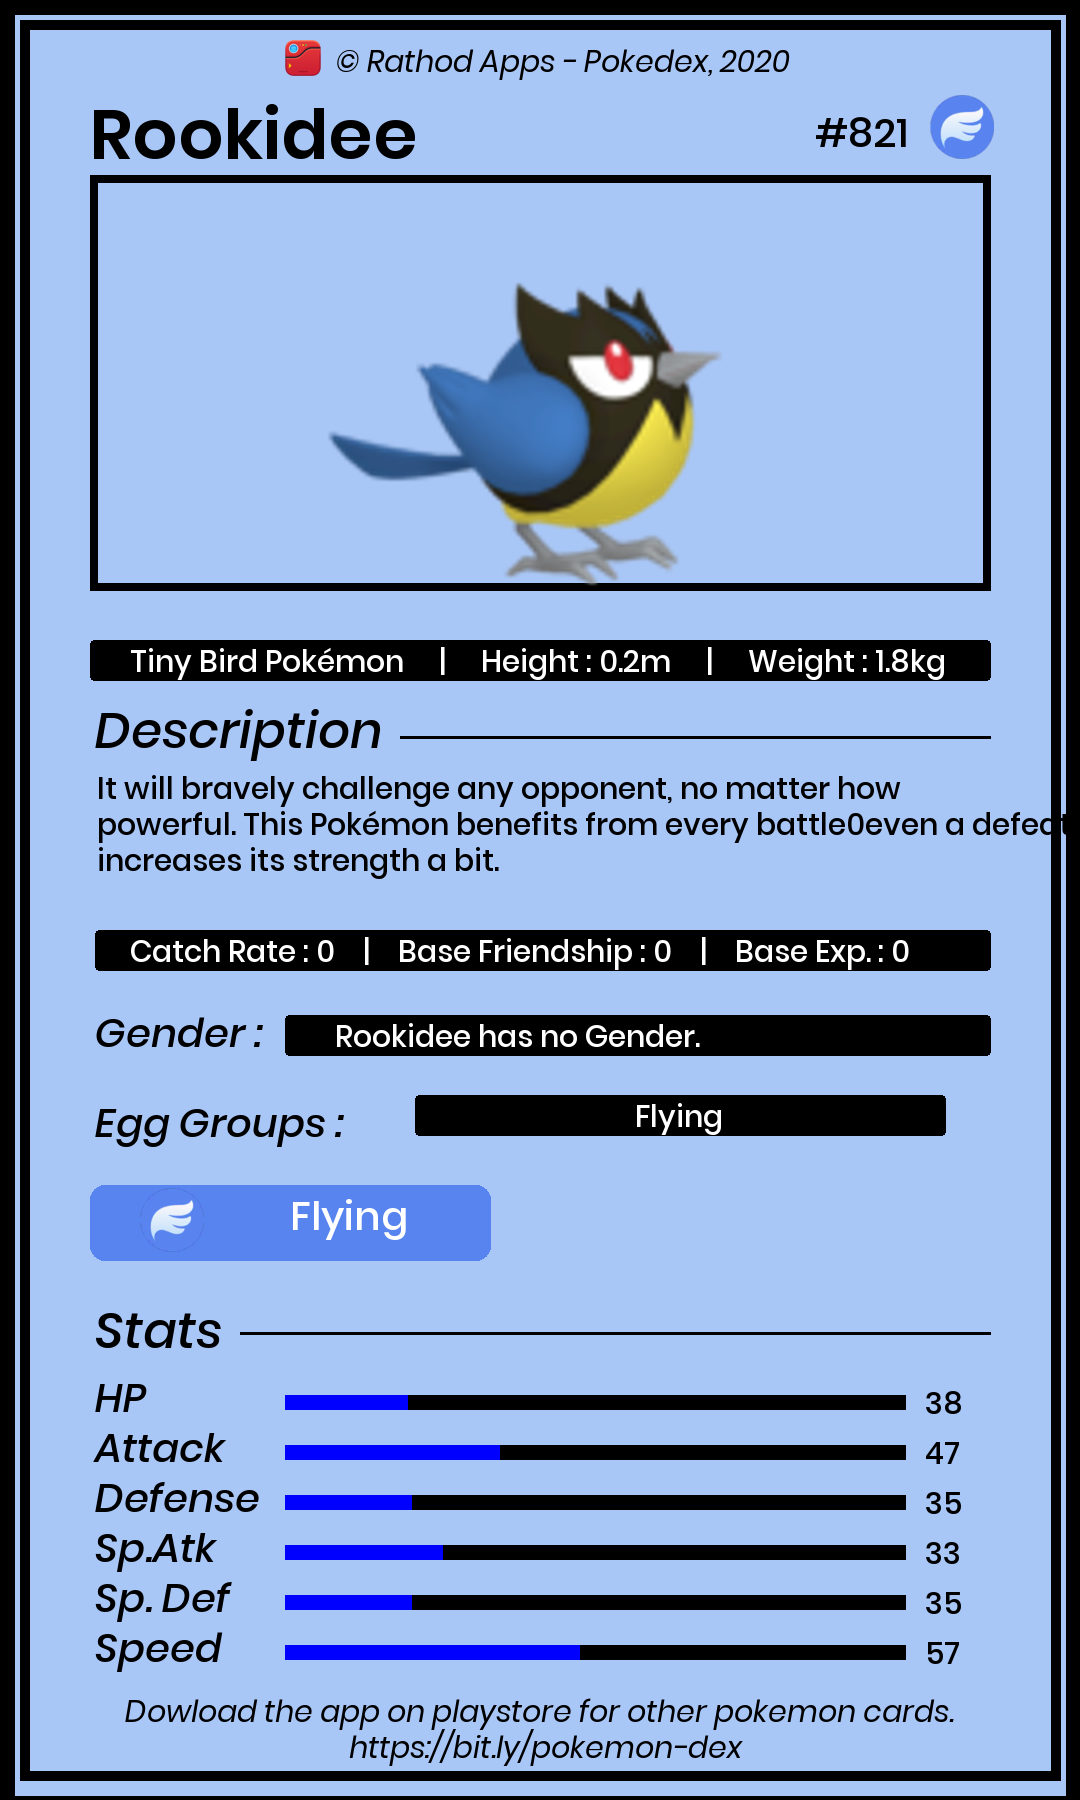 © Rathod Apps - Pokedex, 2020
Rookidee
#821
Tiny Bird Pokémon | Height : 0.2m | Weight : 1.8kg
Description
It will bravely challenge any opponent, no matter how
powerful. This Pokémon benefits from every battle0even a defeat
increases its strength a bit.
Catch Rate : 0 | Base Friendship : 0 | Base Exp. : 0
Gender : Rookidee has no Gender.
Egg Groups : Flying
Flying
Stats
HP 38
Attack 47
Defense 35
Sp.Atk 33
Sp. Def 35
Speed 57
Dowload the app on playstore for other pokemon cards.
https://bit.ly/pokemon-dex